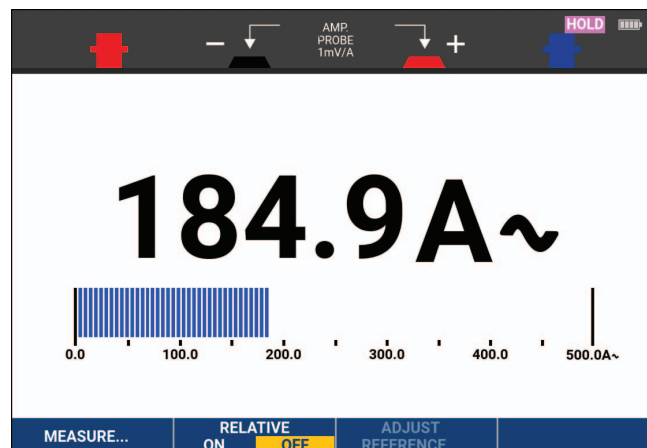 AMP.
PROBE
1mV/A
− +
HOLD
184.9A~
0.0 100.0 200.0 300.0 400.0 500.0A~
MEASURE...
RELATIVE
ON OFF
ADJUST
REFERENCE